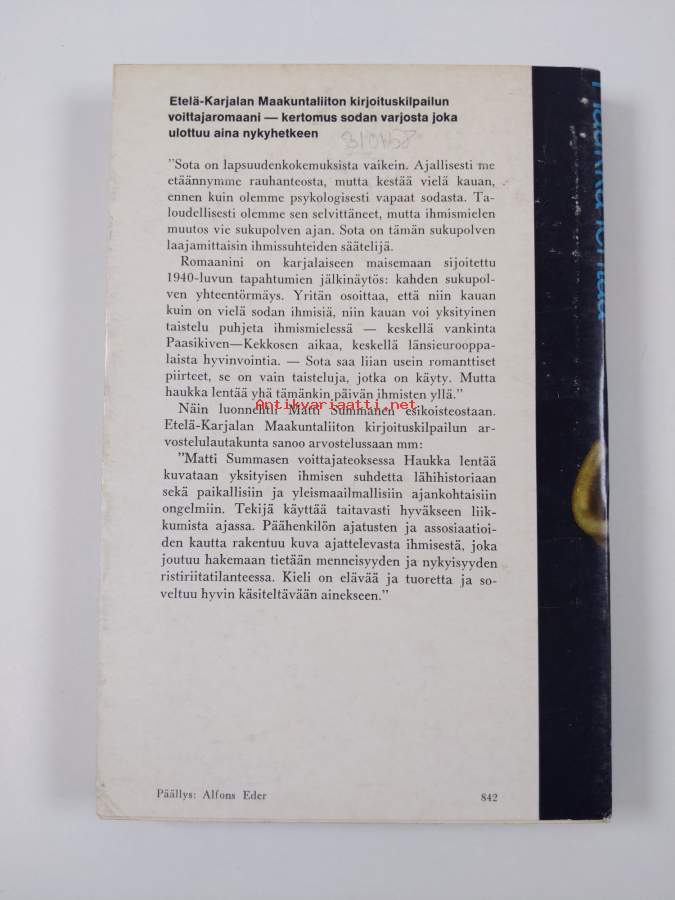 Etelä-Karjalan Maakuntaliiton kirjoituskilpailun
voittajaromaani — kertomus sodan varjosta joka
ulottuu aina nykyhetkeen
"Sota on lapsuudenkokemuksista vaikein. Ajallisesti me
etäännymme rauhanteosta, mutta kestää vielä kauan,
ennen kuin olemme psykologisesti vapaat sodasta. Ta-
loudellisesti olemme sen selvittäneet, mutta ihmismielen
muutos vie sukupolven ajan. Sota on tämän sukupolven
laajamittaisin ihmissuhteiden säätelijä.
Romaanini on karjalaiseen maisemaan sijoitettu
1940-luvun tapahtumien jälkinäytös: kahden sukupol-
ven yhteentörmäys. Yritän osoittaa, että niin kauan
kuin on vielä sodan ihmisiä, niin kauan voi yksityinen
taistelu puhjeta ihmismielessä — keskellä vankinta
Paasikiven—Kekkosen aikaa, keskellä länsieurooppa-
laista hyvinvointia. — Sota saa liian usein romanttiset
piirteet, se on vain taisteluja, jotka on käyty. Mutta
haukka lentää yhä tämänkin päivän ihmisten yllä."
Antikvariaatti.net
Näin luonnehtii Matti Summanen esikoisteostaan.
Etelä-Karjalan Maakuntaliiton kirjoituskilpailun ar-
vostelulautakunta sanoo arvostelussaan mm:
"Matti Summasen voittajateoksessa Haukka lentää
kuvataan yksityisen ihmisen suhdetta lähihistoriaan
sekä paikallisiin ja yleismaailmallisiin ajankohtaisiin
ongelmiin. Tekijä käyttää taitavasti hyväkseen liik-
kumista ajassa. Päähenkilön ajatusten ja assosiaatioi-
den kautta rakentuu kuva ajattelevasta ihmisestä, joka
joutuu hakemaan tietään menneisyyden ja nykyisyyden
ristiriitatilanteessa. Kieli on elävää ja tuoretta ja so-
veltuu hyvin käsiteltävään ainekseen."
Päällys: Alfons Eder
842
Haukka lentää